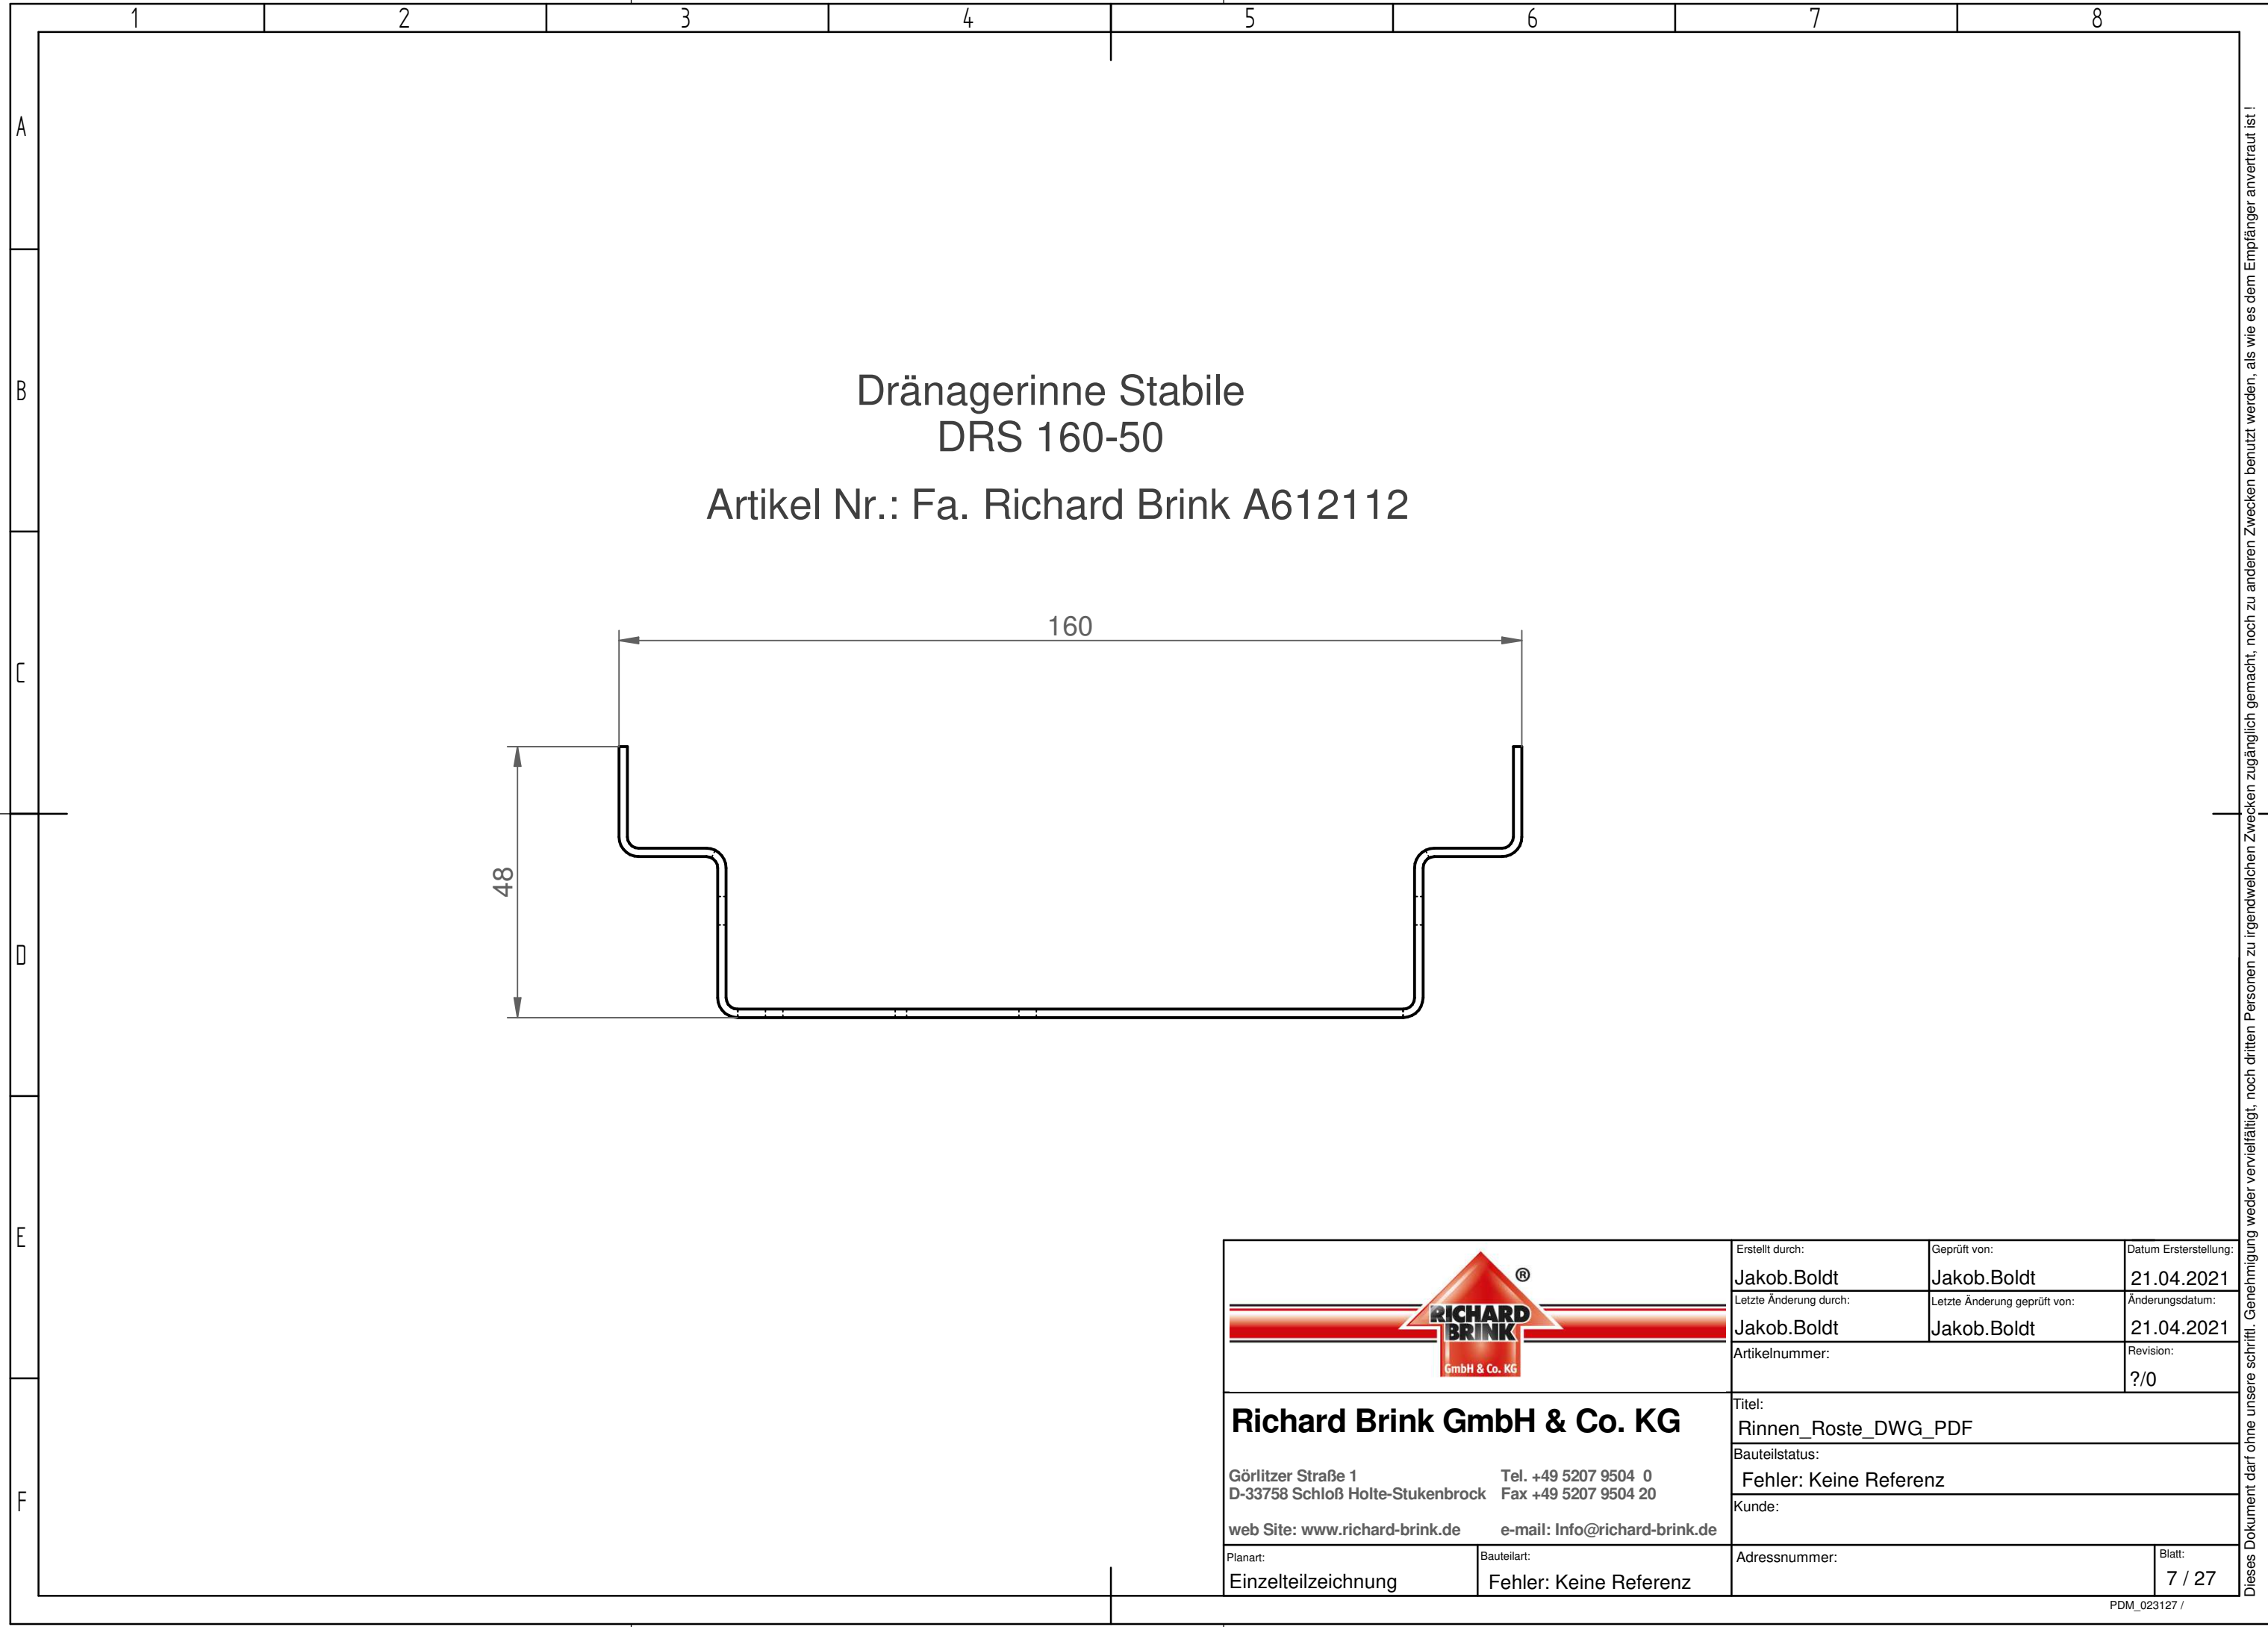 1 2 3 4 5 6 7 8
A
B
C
D
E
F
Dränagerinne Stabile
DRS 160-50
Artikel Nr.: Fa. Richard Brink A612112
160
48
RICHARD
BRINK
GmbH & Co. KG
®
Richard Brink GmbH & Co. KG
Görlitzer Straße 1 Tel. +49 5207 9504 0
D-33758 Schloß Holte-Stukenbrock Fax +49 5207 9504 20
web Site: www.richard-brink.de e-mail: Info@richard-brink.de
Planart: Bauteilart:
Einzelteilzeichnung Fehler: Keine Referenz
Erstellt durch: Geprüft von: Datum Ersterstellung:
Jakob.Boldt Jakob.Boldt 21.04.2021
Letzte Änderung durch: Letzte Änderung geprüft von: Änderungsdatum:
Jakob.Boldt Jakob.Boldt 21.04.2021
Artikelnummer: Revision:
?/0
Titel:
Rinnen_Roste_DWG_PDF
Bauteilstatus:
Fehler: Keine Referenz
Kunde:
Adressnummer: Blatt:
7 / 27
PDM_023127 /
Dieses Dokument darf ohne unsere schriftl. Genehmigung weder vervielfältigt, noch dritten Personen zu irgendwelchen Zwecken zugänglich gemacht, noch zu anderen Zwecken benutzt werden, als wie es dem Empfänger anvertraut ist !